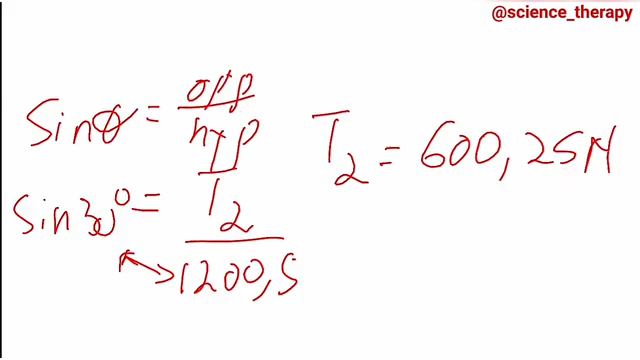 @science_therapy
Sinθ = opp/hyp
Sin30° = T2/1200,5
T2 = 600,25N